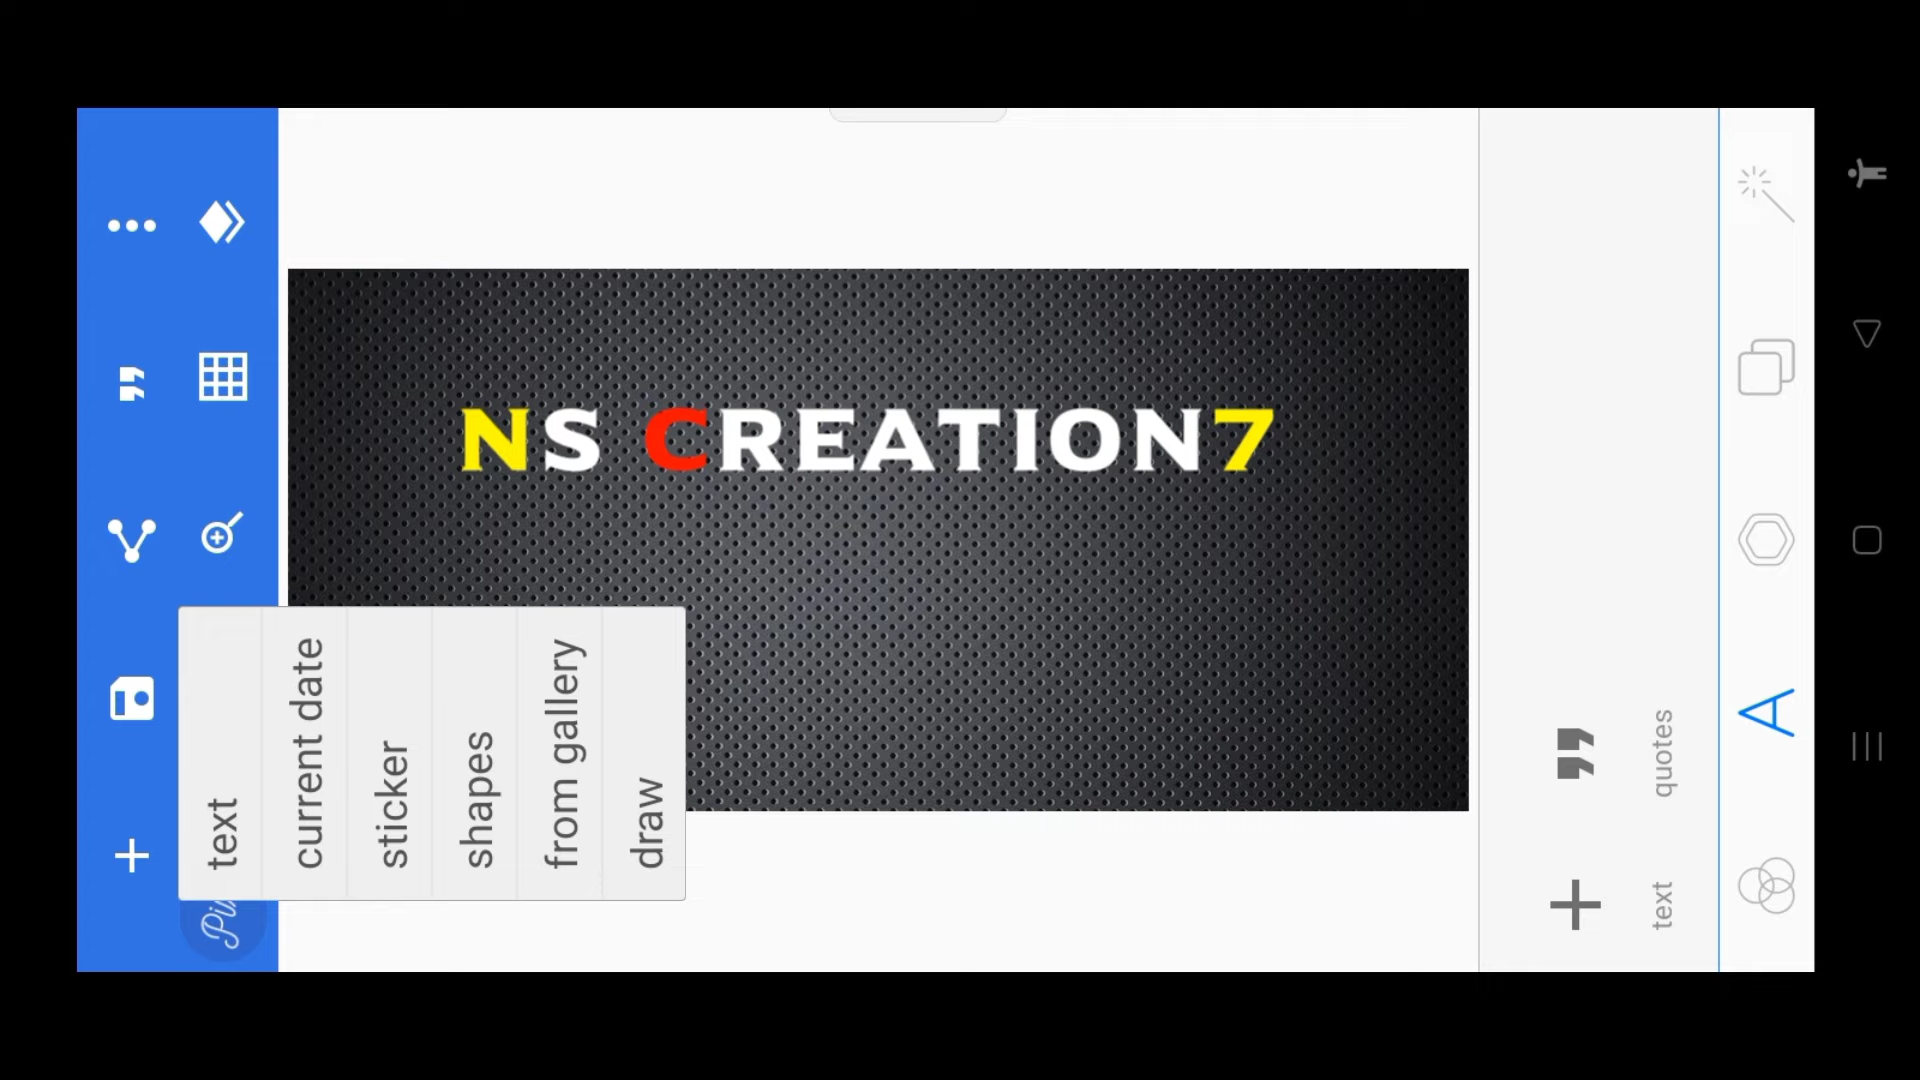 NS CREATION7
text
current date
sticker
shapes
from gallery
draw
quotes
text